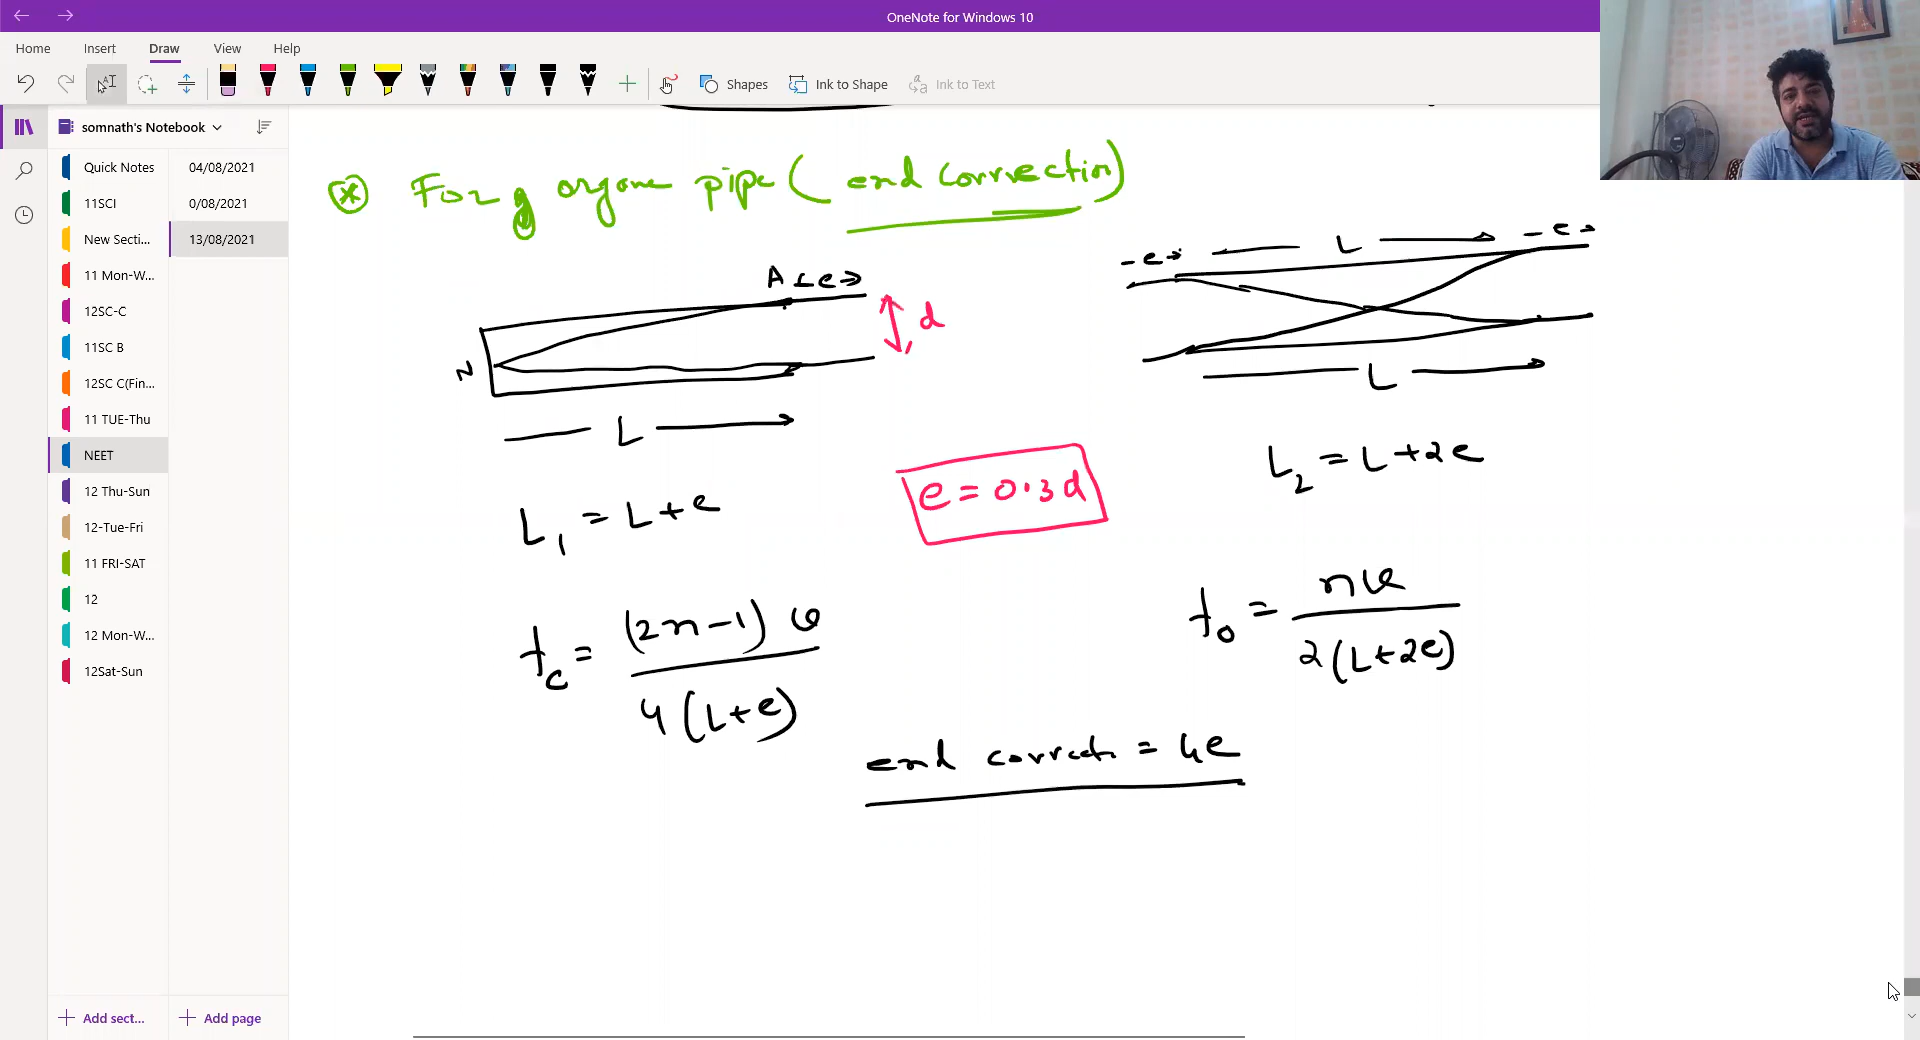 OneNote for Windows 10
Home Insert Draw View Help
Shapes Ink to Shape Ink to Text
somnath's Notebook
Quick Notes
11SCI
New Secti...
11 Mon-W...
12SC-C
11SC B
12SC C(Fin...
11 TUE-Thu
NEET
12 Thu-Sun
12-Tue-Fri
11 FRI-SAT
12
12 Mon-W...
12Sat-Sun
Add sect...
04/08/2021
0/08/2021
13/08/2021
Add page
For organe pipe (end correction)
A e
d
N
L
L₁ = L+e
f_c = (2n-1)v / 4(L+e)
e = 0.3d
e L e
L
L₂ = L+2e
f₀ = nv / 2(L+2e)
end correctn = 4e